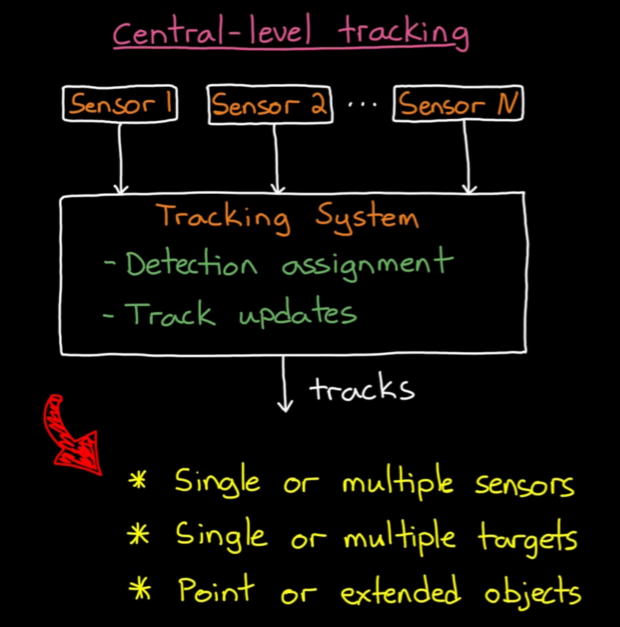 Central-level tracking
Sensor 1 Sensor 2 ... Sensor N
Tracking System
- Detection assignment
- Track updates
tracks
* Single or multiple sensors
* Single or multiple targets
* Point or extended objects